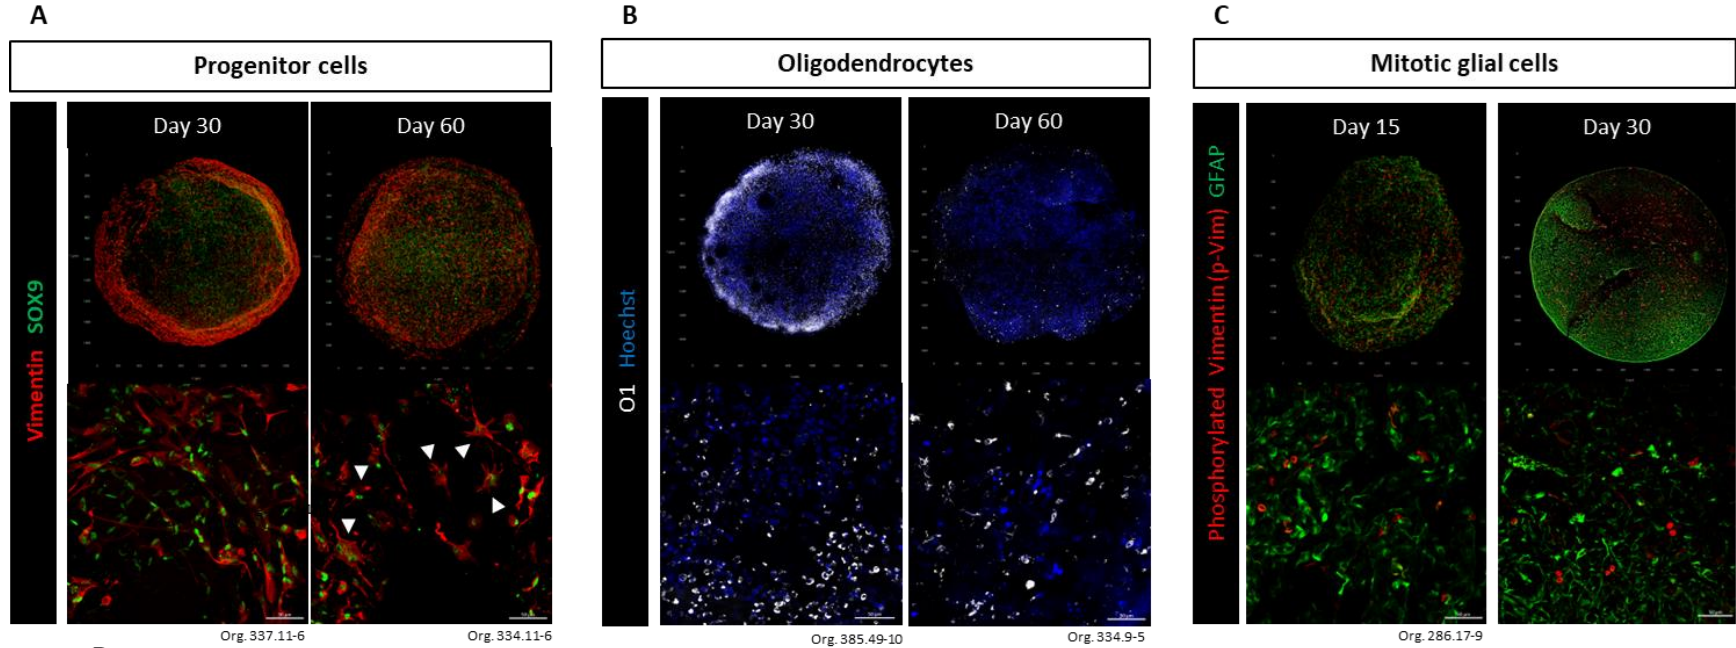 A
B
C
Progenitor cells
Oligodendrocytes
Mitotic glial cells
Vimentin SOX9
Day 30
Day 60
O1 Hoechst
Day 30
Day 60
Phosphorylated Vimentin (p-Vim) GFAP
Day 15
Day 30
Org. 337.11-6
Org. 334.11-6
Org. 385.49-10
Org. 334.9-5
Org. 286.17-9